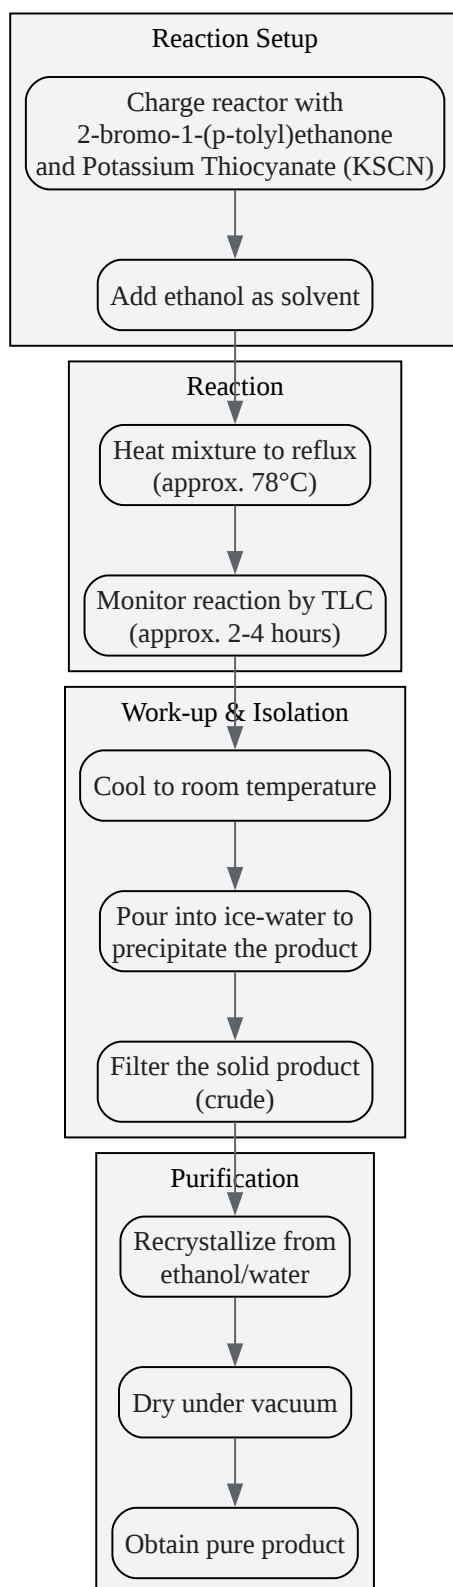 Reaction Setup
Charge reactor with
2-bromo-1-(p-tolyl)ethanone
and Potassium Thiocyanate (KSCN)
Add ethanol as solvent
Reaction
Heat mixture to reflux
(approx. 78°C)
Monitor reaction by TLC
(approx. 2-4 hours)
Work-up & Isolation
Cool to room temperature
Pour into ice-water to
precipitate the product
Filter the solid product
(crude)
Purification
Recrystallize from
ethanol/water
Dry under vacuum
Obtain pure product